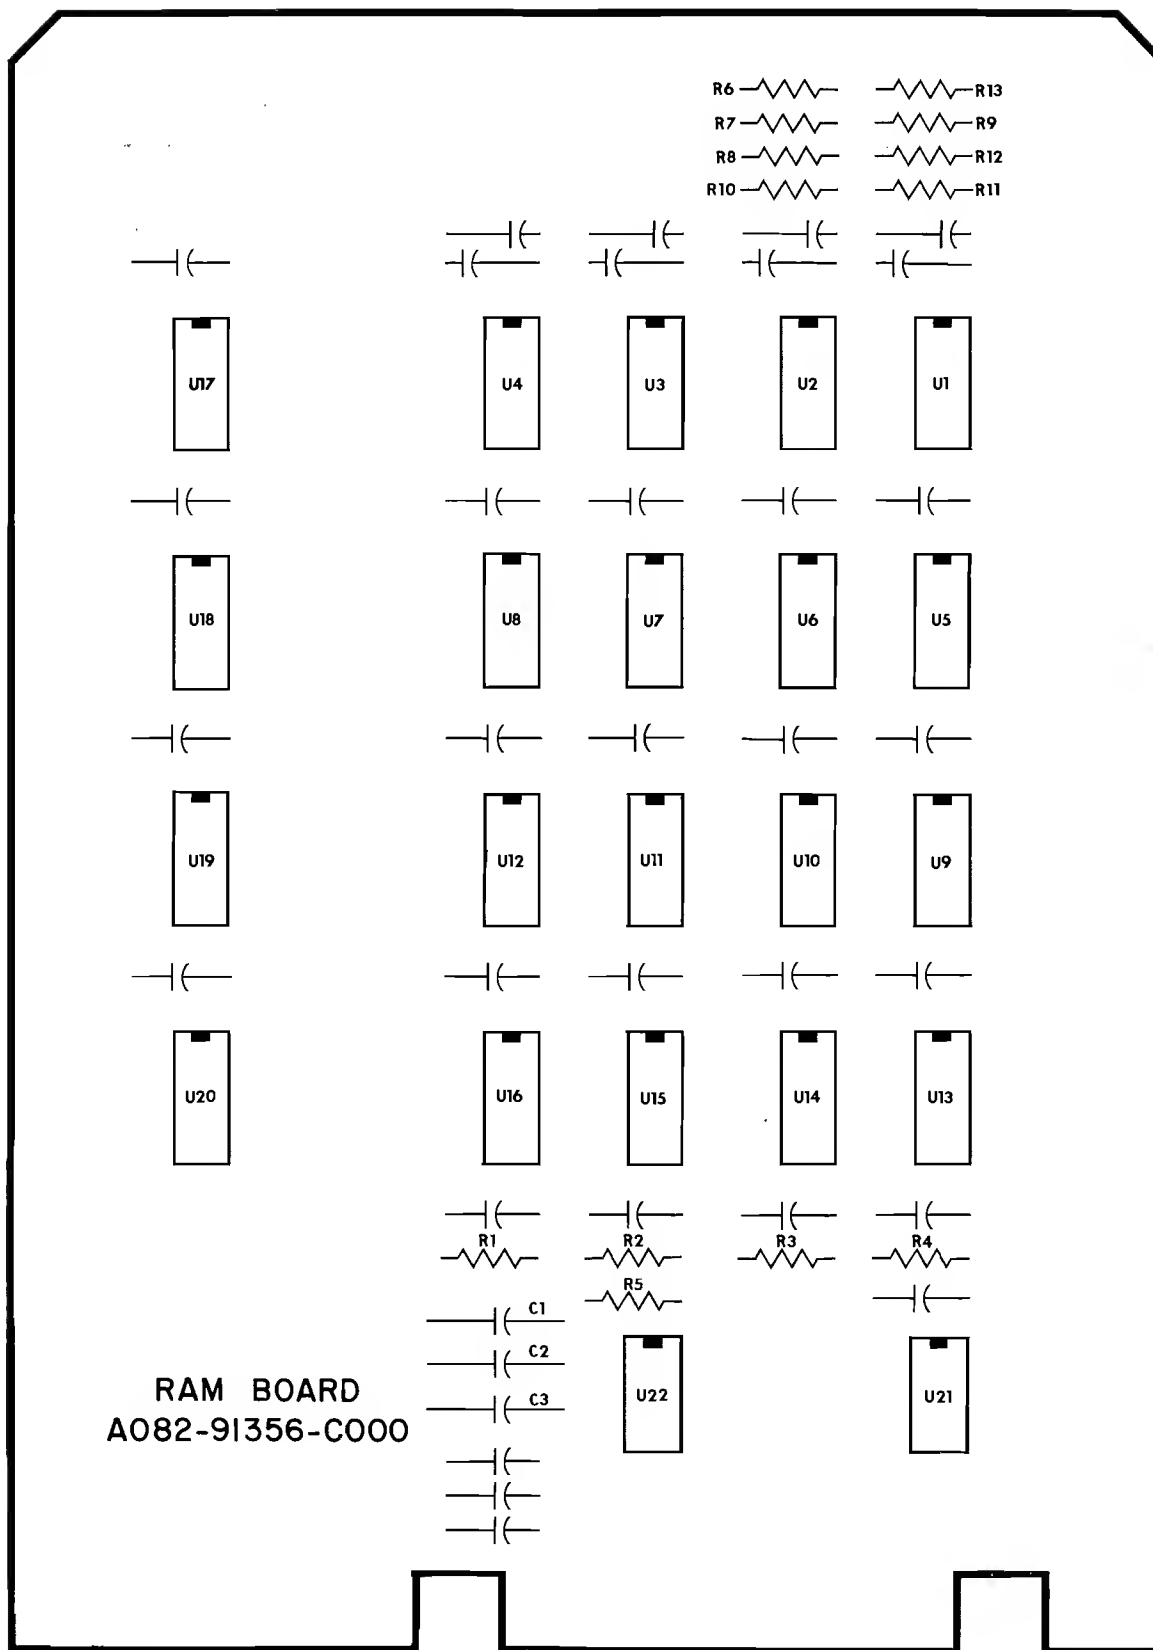 R6 R13
R7 R9
R8 R12
R10 R11
U17 U4 U3 U2 U1
U18 U8 U7 U6 U5
U19 U12 U11 U10 U9
U20 U16 U15 U14 U13
R1 R2 R3 R4
R5
C1
C2
C3
U22 U21
RAM BOARD
A082-91356-C000